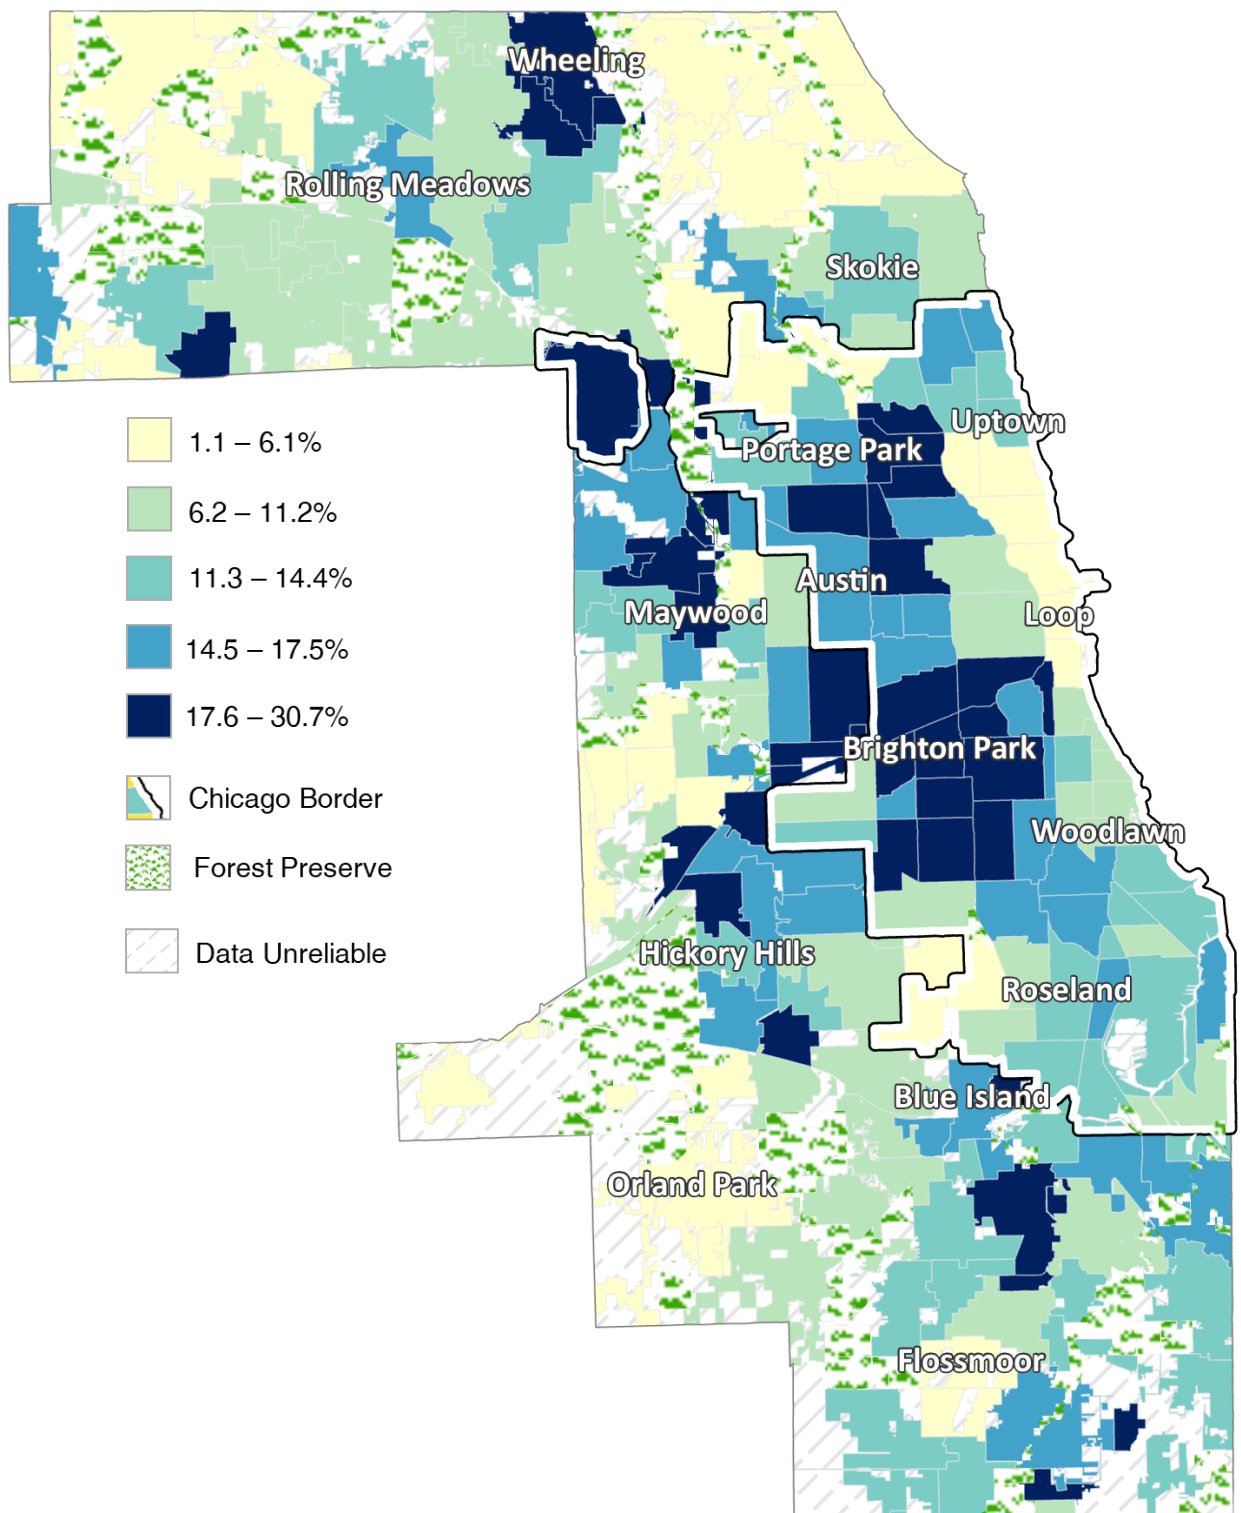 Wheeling
Rolling Meadows
Skokie
Uptown
1.1 – 6.1%
Portage Park
6.2 – 11.2%
11.3 – 14.4%
Austin
Maywood
Loop
14.5 – 17.5%
17.6 – 30.7%
Brighton Park
Chicago Border
Woodlawn
Forest Preserve
Data Unreliable
Hickory Hills
Roseland
Blue Island
Orland Park
Flossmoor